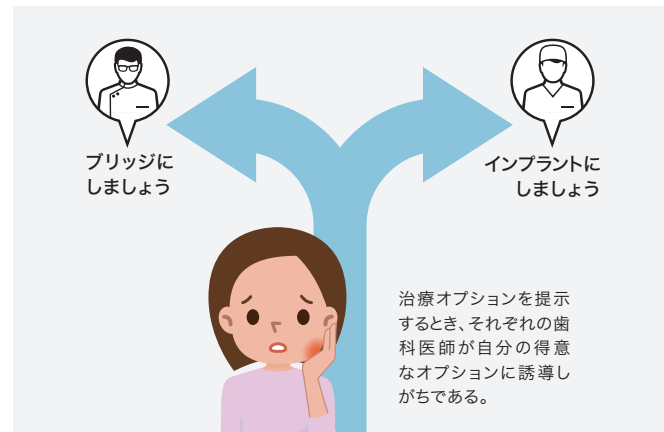 ブリッジに
しましょう
インプラントに
しましょう
治療オプションを提示
するとき、それぞれの歯
科医師が自分の得意
なオプションに誘導し
がちである。